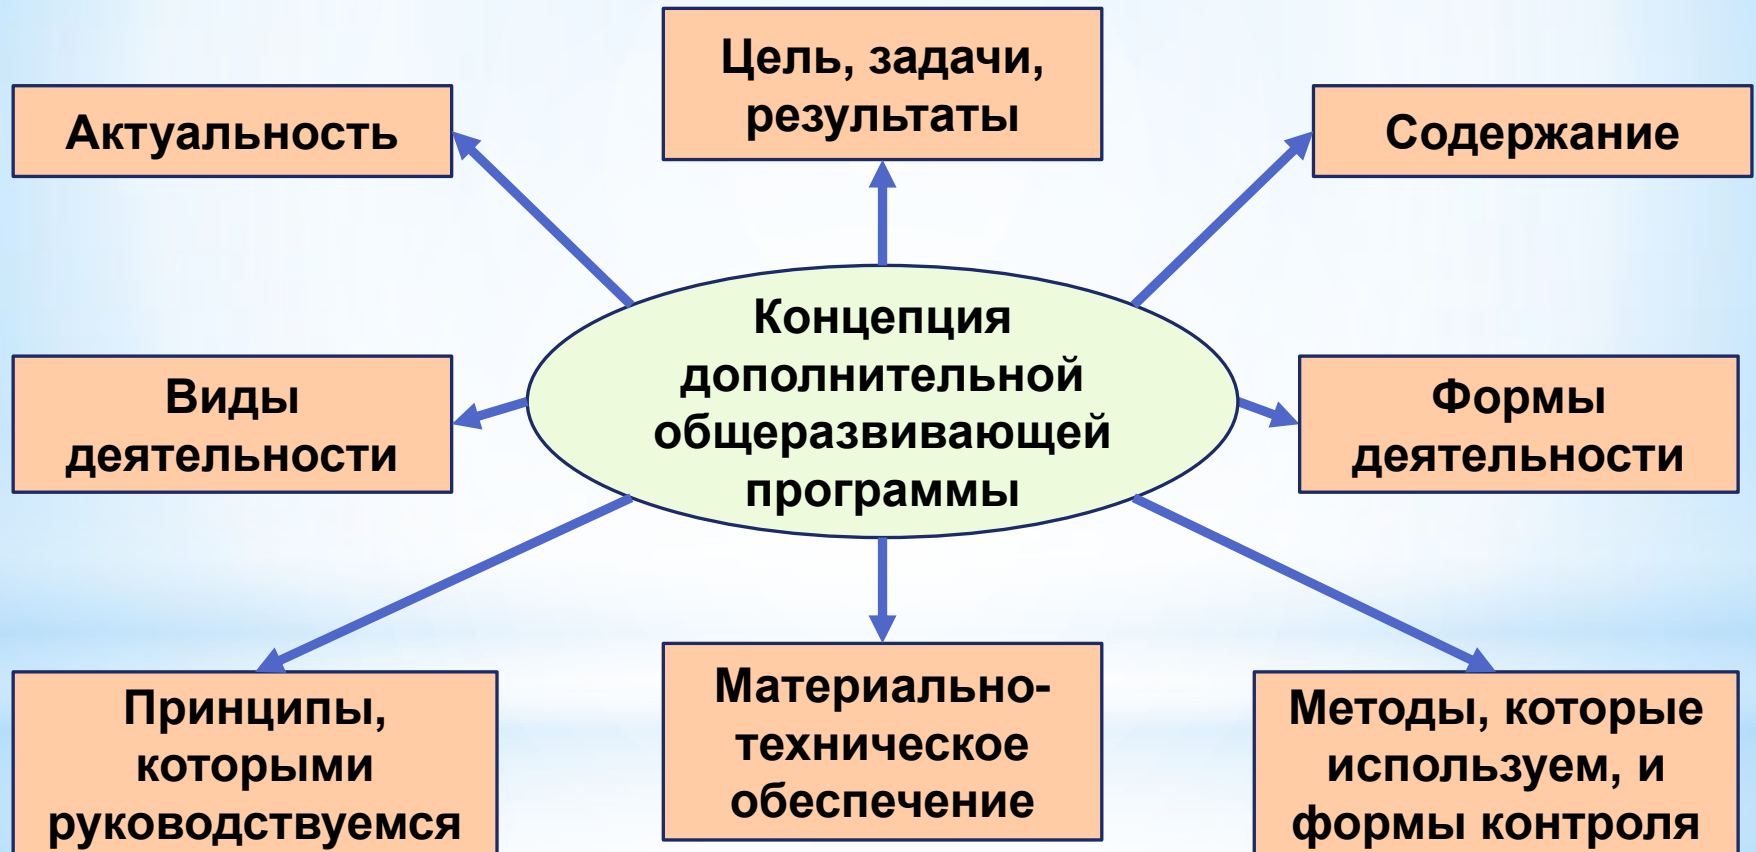 Цель, задачи,
результаты
Актуальность
Содержание
Концепция
дополнительной
общеразвивающей
программы
Виды
деятельности
Формы
деятельности
Принципы,
которыми
руководствуемся
Материально-
техническое
обеспечение
Методы, которые
используем, и
формы контроля